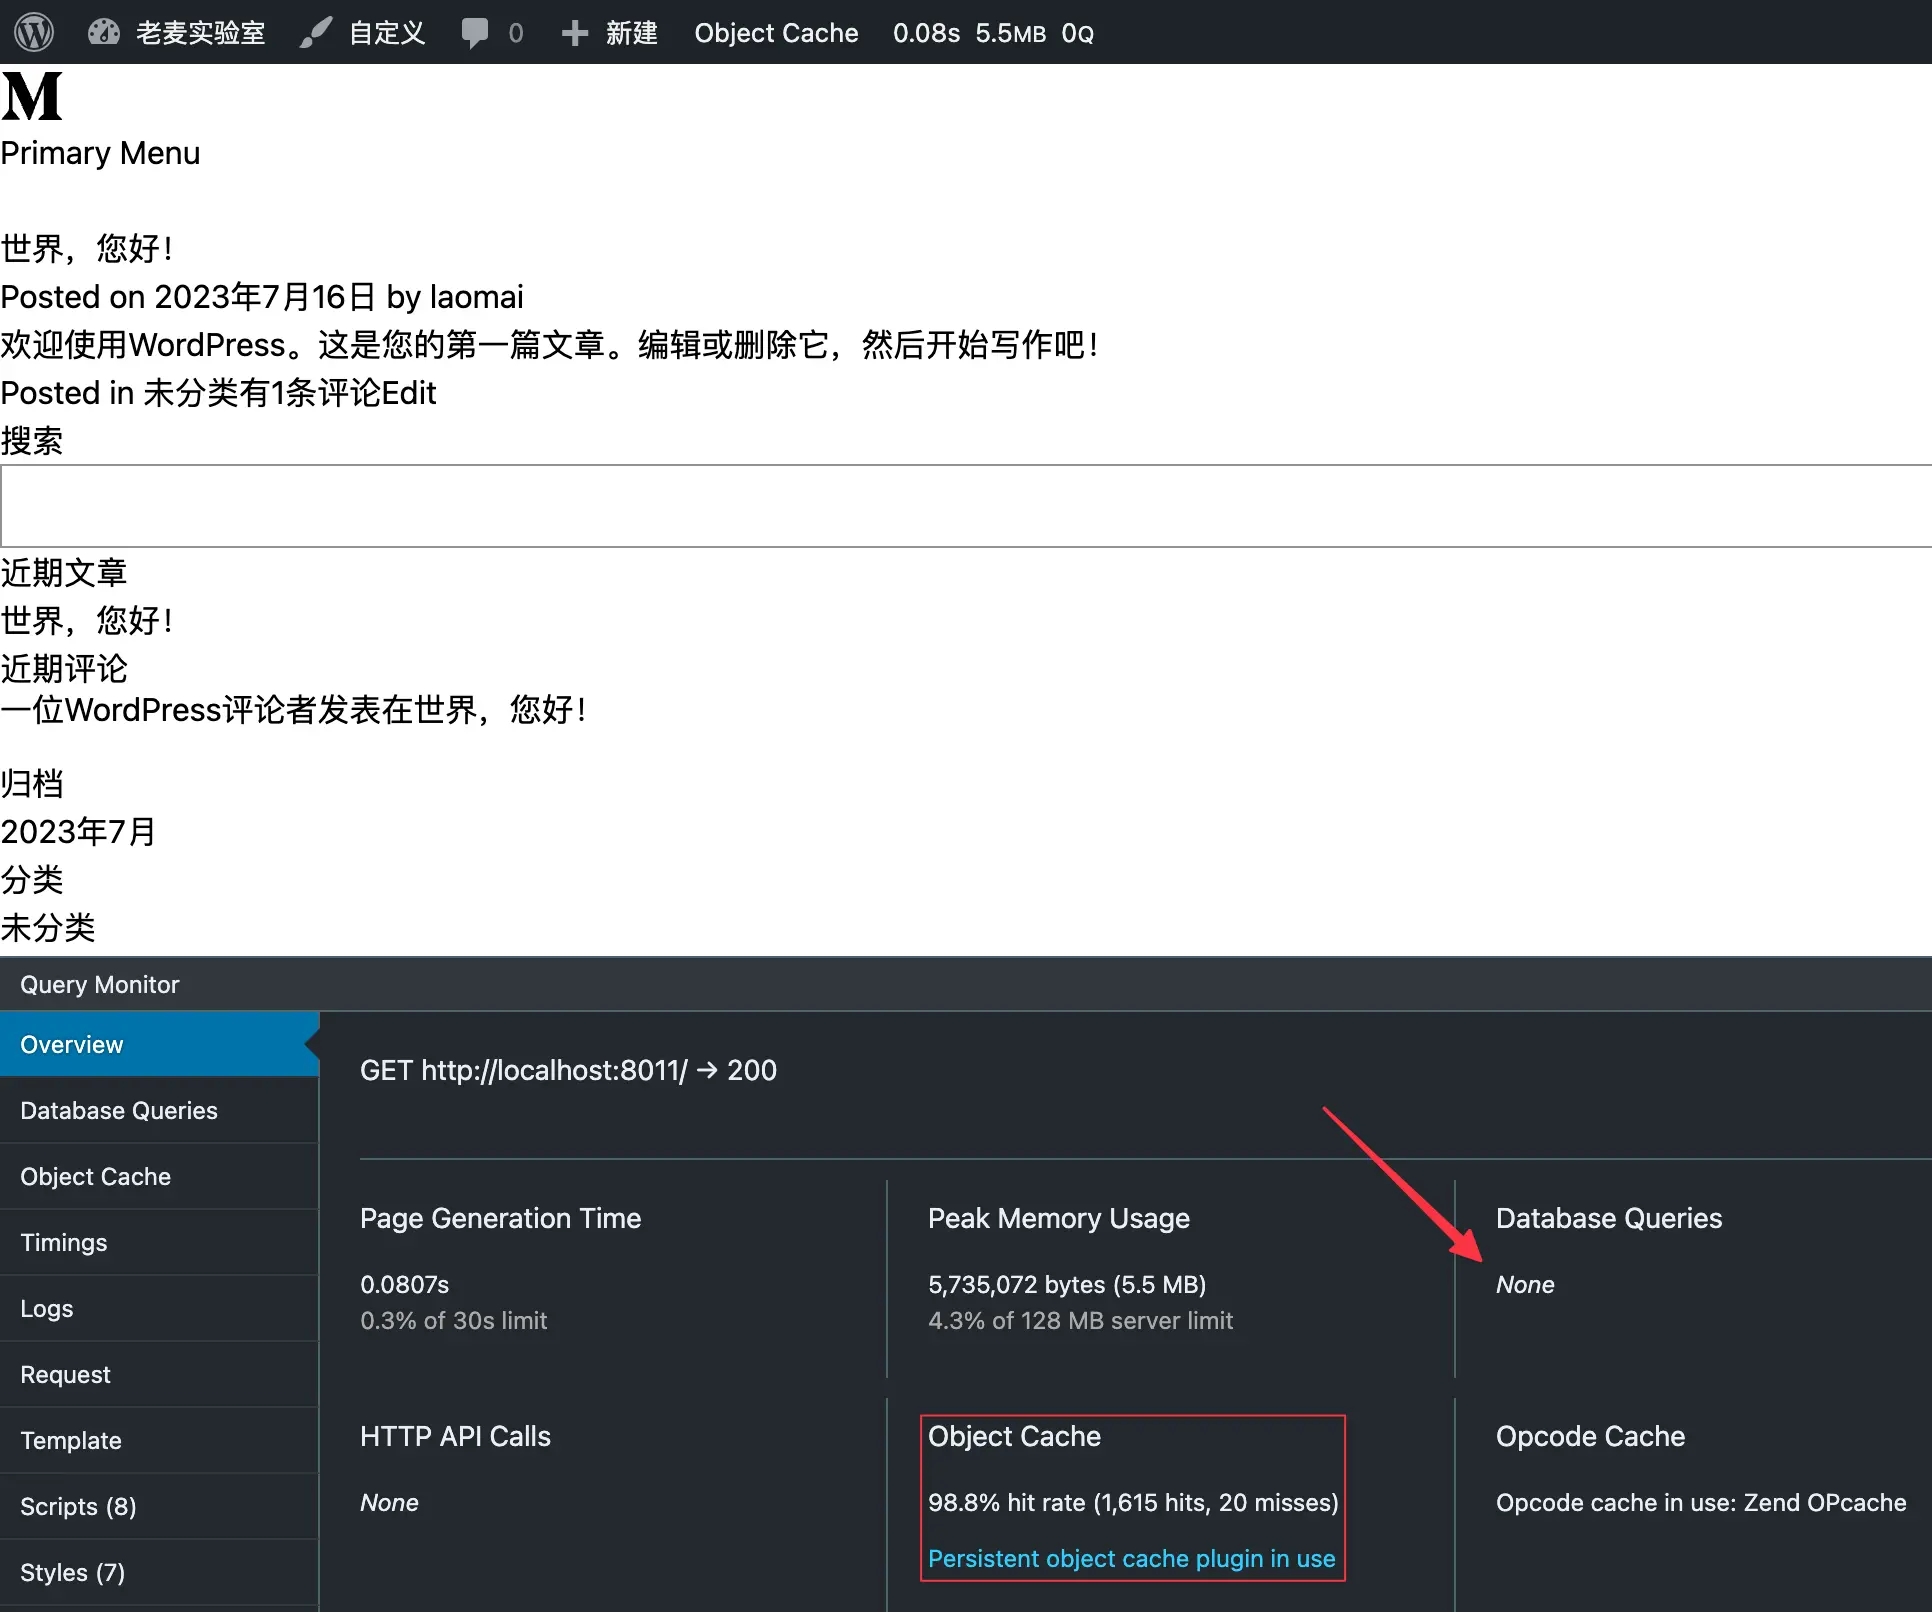 老麦实验室 自定义 0 新建 Object Cache 0.08s 5.5MB 0Q
M
Primary Menu
世界，您好！
Posted on 2023年7月16日 by laomai
欢迎使用WordPress。这是您的第一篇文章。编辑或删除它，然后开始写作吧！
Posted in 未分类有1条评论Edit
搜索
近期文章
世界，您好！
近期评论
一位WordPress评论者发表在世界，您好！
归档
2023年7月
分类
未分类
Query Monitor
Overview
Database Queries
Object Cache
Timings
Logs
Request
Template
Scripts (8)
Styles (7)
GET http://localhost:8011/ → 200
Page Generation Time
0.0807s
0.3% of 30s limit
Peak Memory Usage
5,735,072 bytes (5.5 MB)
4.3% of 128 MB server limit
Database Queries
None
HTTP API Calls
None
Object Cache
98.8% hit rate (1,615 hits, 20 misses)
Persistent object cache plugin in use
Opcode Cache
Opcode cache in use: Zend OPcache